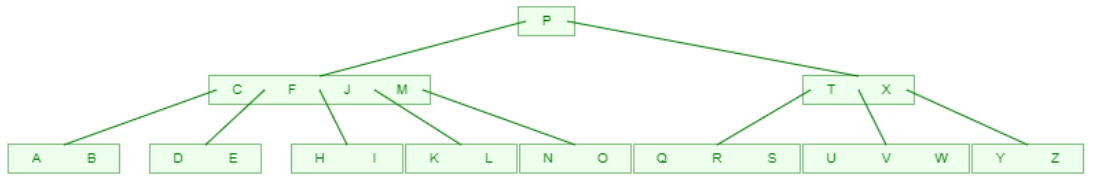 P
C F J M T X
A B D E H I K L N O Q R S U V W Y Z